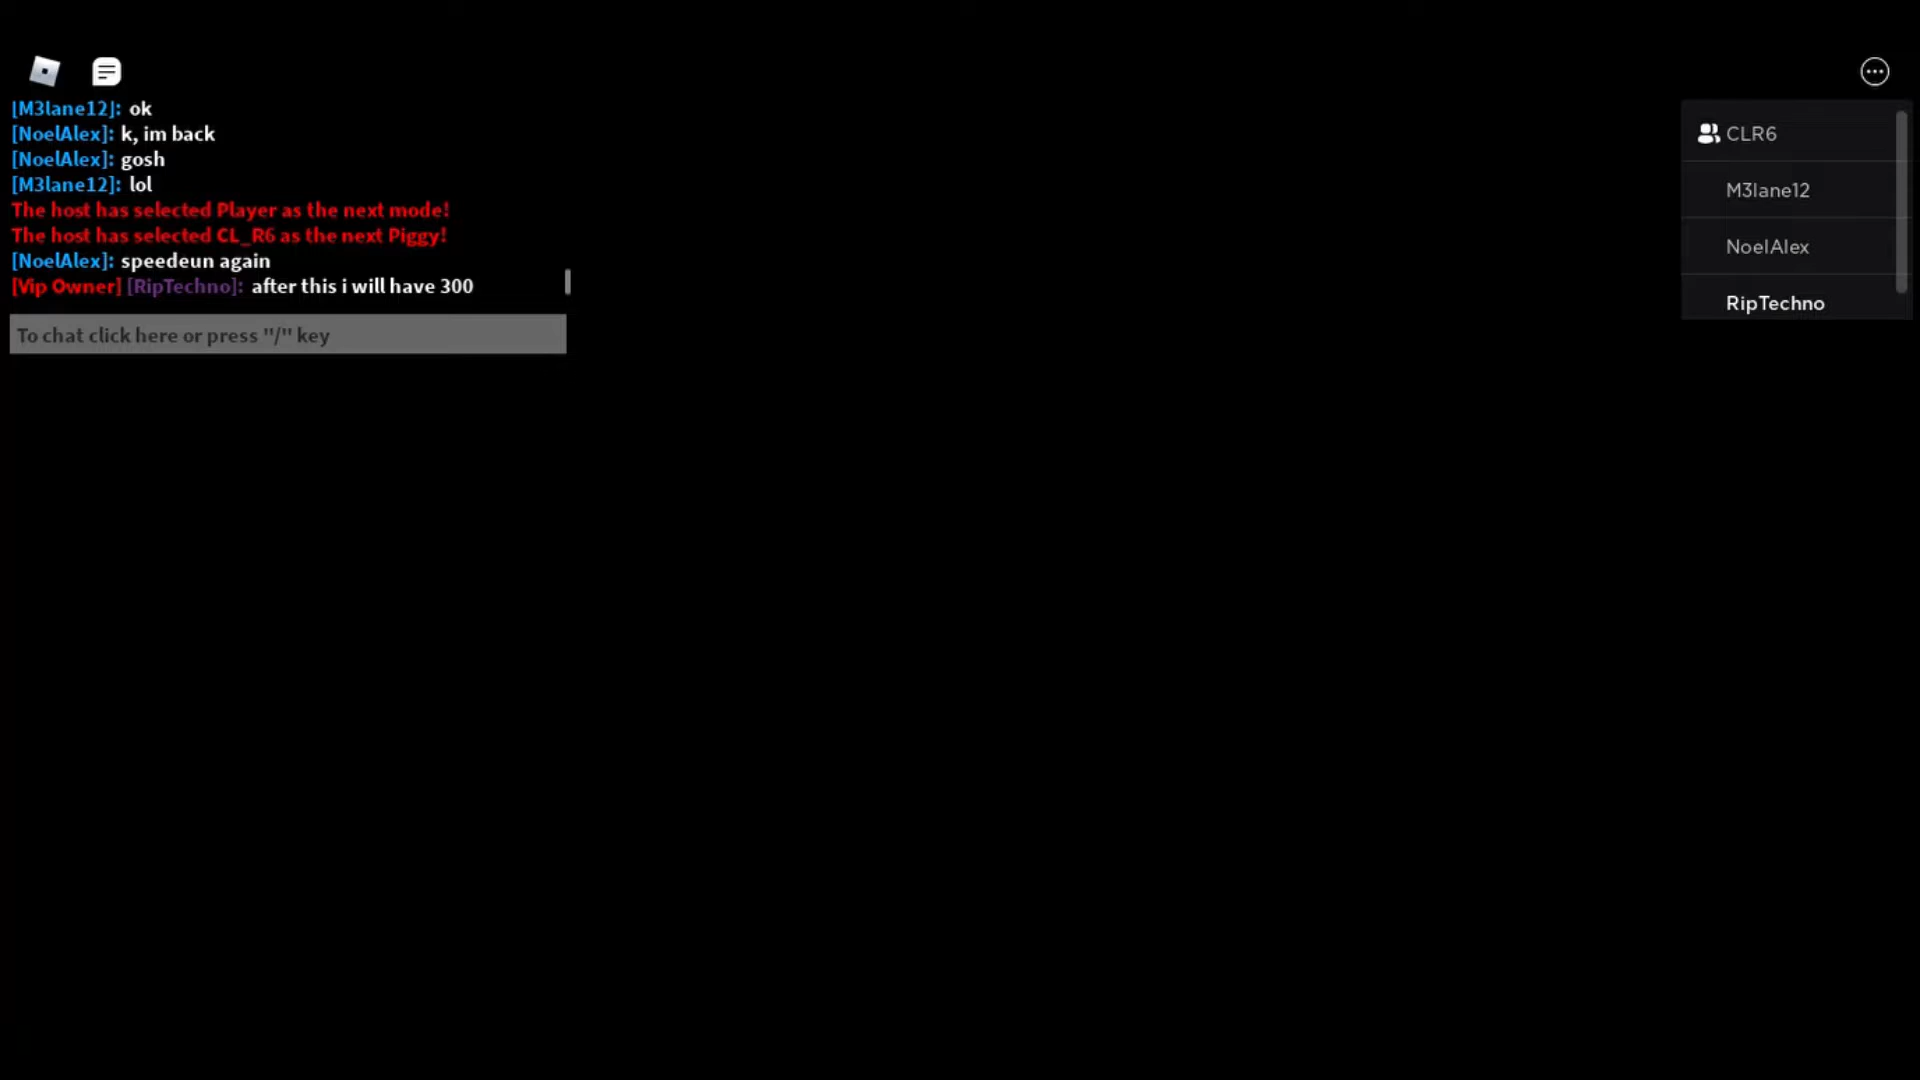 [M3lane12]: ok
[NoelAlex]: k, im back
[NoelAlex]: gosh
[M3lane12]: lol
The host has selected Player as the next mode!
The host has selected CL_R6 as the next Piggy!
[NoelAlex]: speedeun again
[Vip Owner] [RipTechno]: after this i will have 300
To chat click here or press "/" key
CLR6
M3lane12
NoelAlex
RipTechno